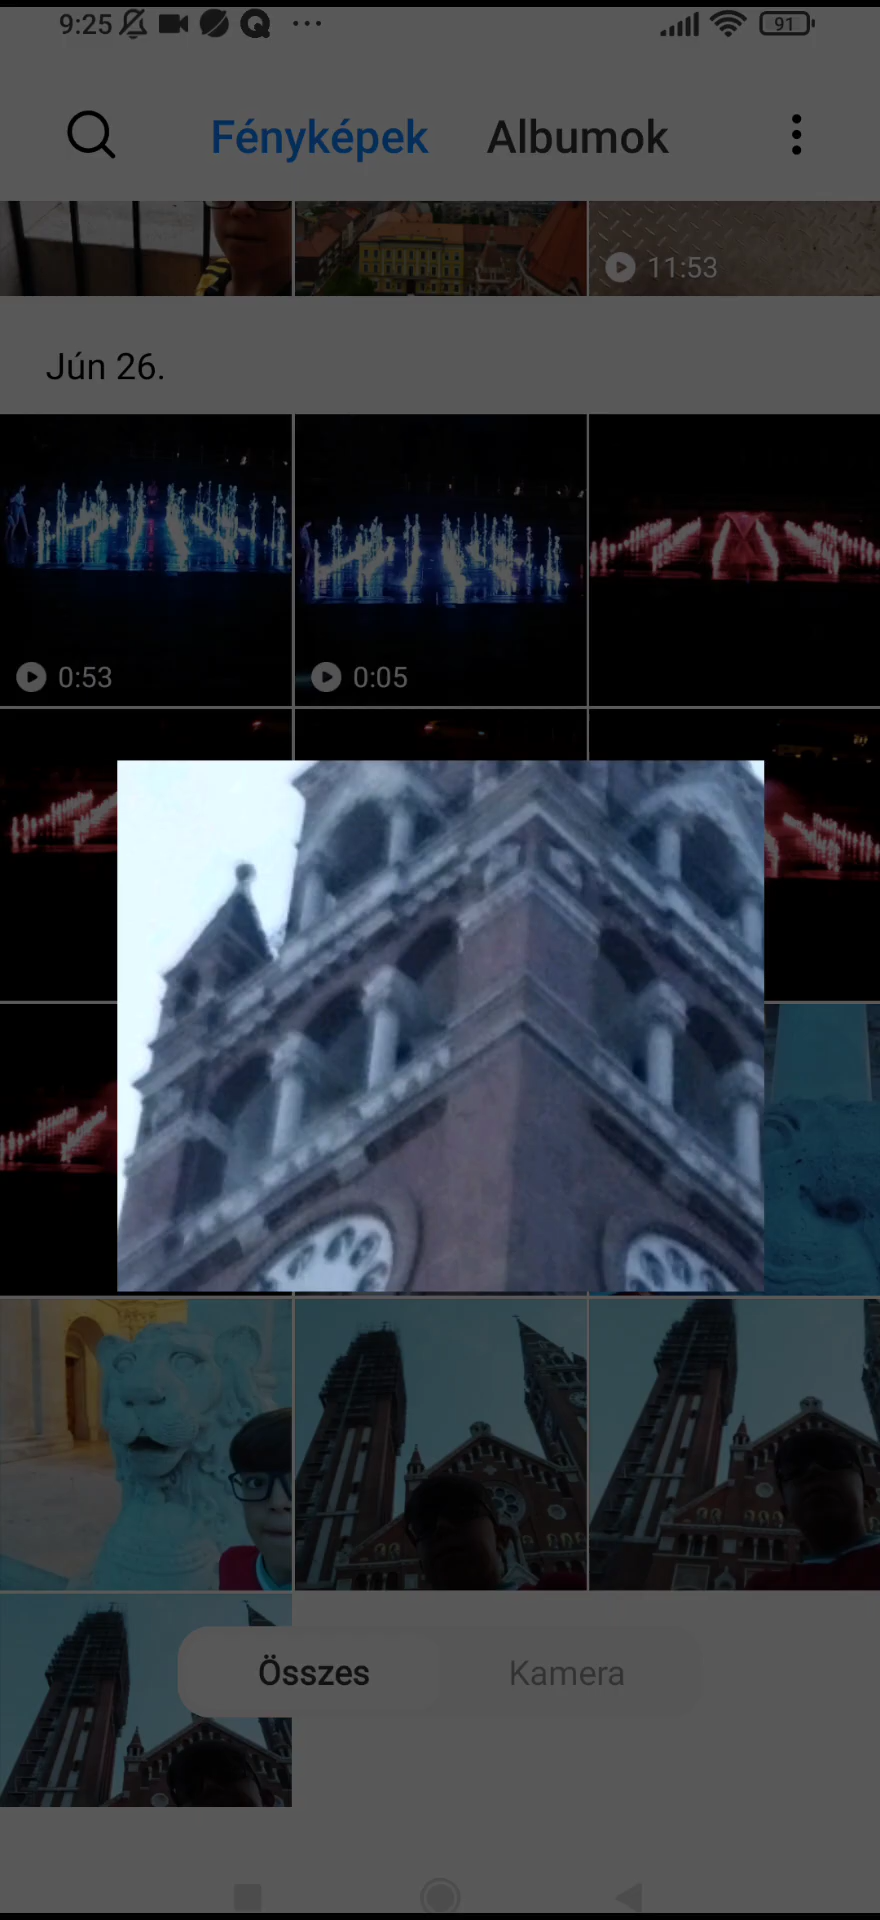 9:25 91
Fényképek Albumok
11:53
Jún 26.
0:53 0:05
Összes Kamera